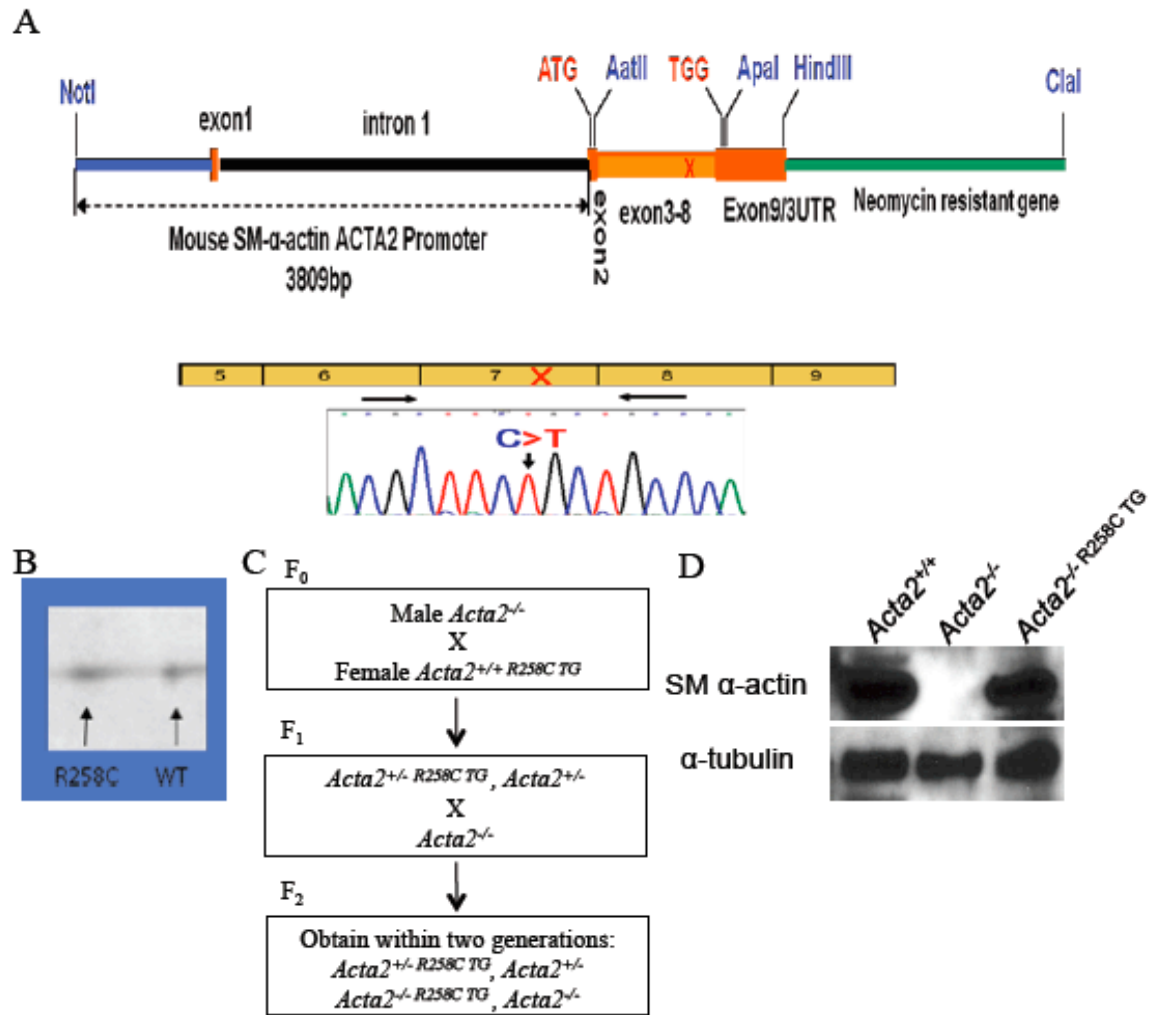 A
ATG AatII TGG ApaI HindIII
NotI ClaI
exon1 intron 1
exon2 exon3-8 Exon9/3UTR Neomycin resistant gene
X
Mouse SM-α-actin ACTA2 Promoter
3809bp
5 6 7 X 8 9
C>T
B
R258C WT
C
F0
Male Acta2-/-
X
Female Acta2+/+ R258C TG
F1
Acta2+/- R258C TG, Acta2+/-
X
Acta2-/-
F2
Obtain within two generations:
Acta2+/- R258C TG, Acta2+/-
Acta2-/- R258C TG, Acta2-/-
D
Acta2+/+ Acta2-/- Acta2-/- R258C TG
SM α-actin
α-tubulin